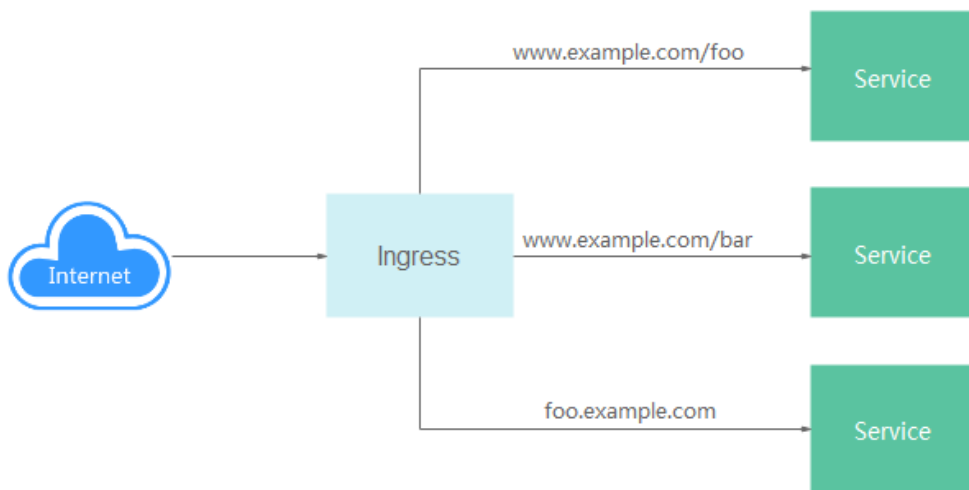 www.example.com/foo
Service
Internet
Ingress
www.example.com/bar
Service
foo.example.com
Service